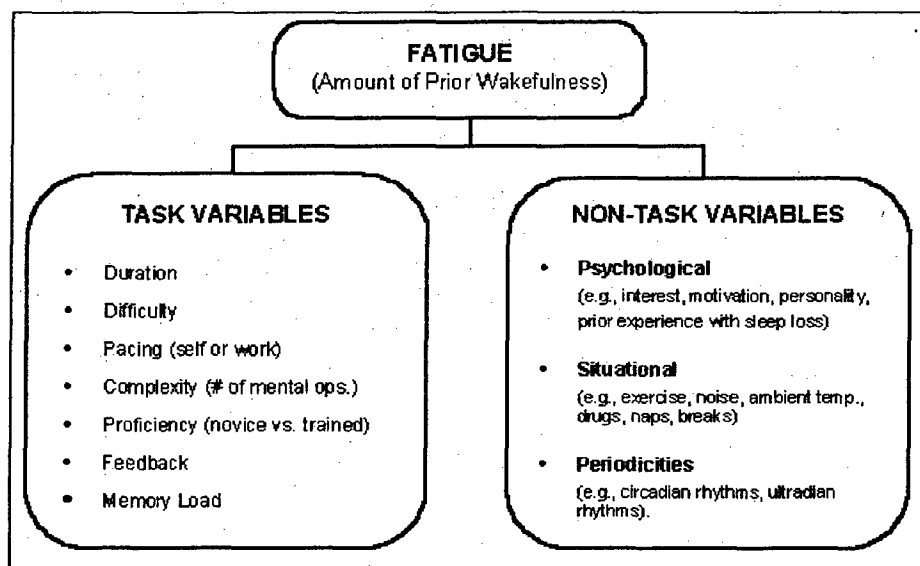 FATIGUE
(Amount of Prior Wakefulness)
TASK VARIABLES
• Duration
• Difficulty
• Pacing (self or work)
• Complexity (# of mental ops.)
• Proficiency (novice vs. trained)
• Feedback
• Memory Load
NON-TASK VARIABLES
• Psychological
(e.g., interest, motivation, personality,
prior experience with sleep loss)
• Situational
(e.g., exercise, noise, ambient temp.,
drugs, naps, breaks)
• Periodicities
(e.g., circadian rhythms, ultradian
rhythms).